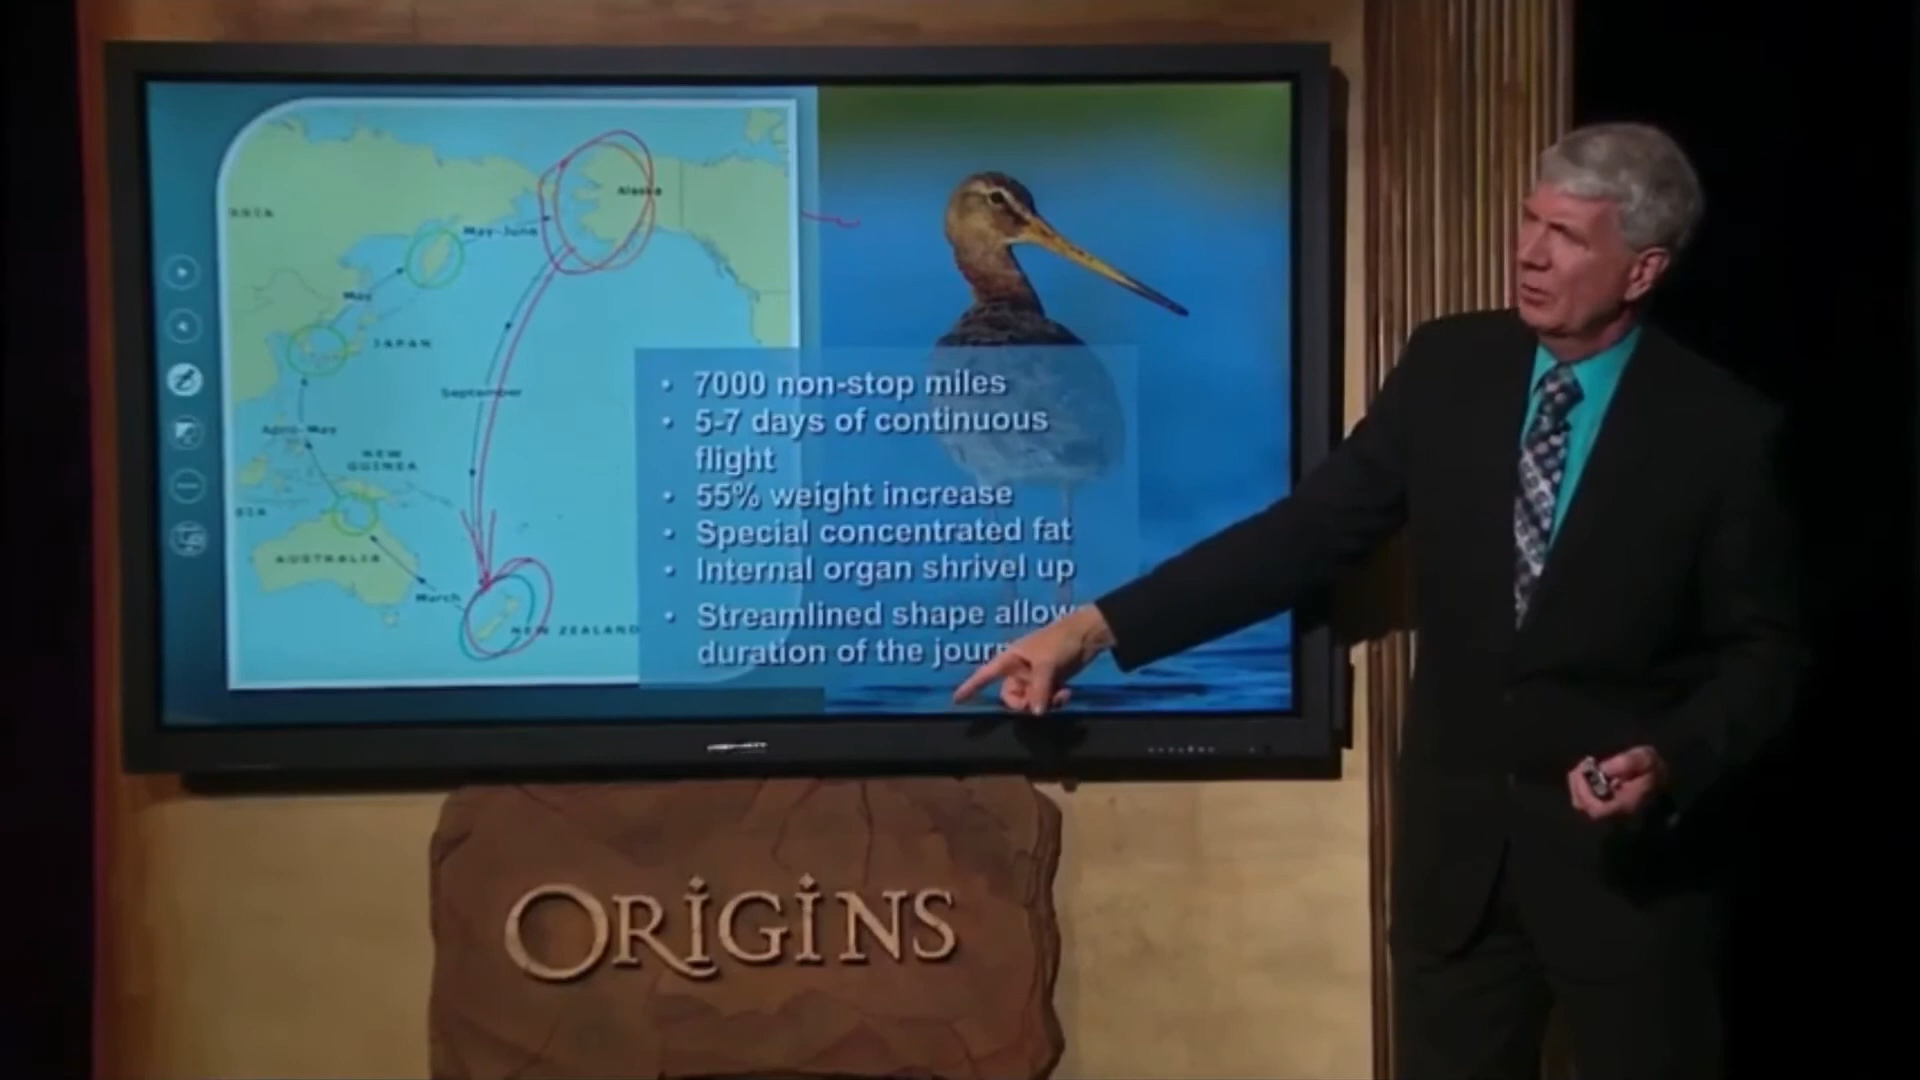 ASIA
Alaska
May-June
May
JAPAN
September
April-May
NEW
GUINEA
AUSTRALIA
March
NEW ZEALAND
• 7000 non-stop miles
• 5-7 days of continuous
flight
• 55% weight increase
• Special concentrated fat
• Internal organ shrivel up
• Streamlined shape allow
duration of the jour
ORIGINS